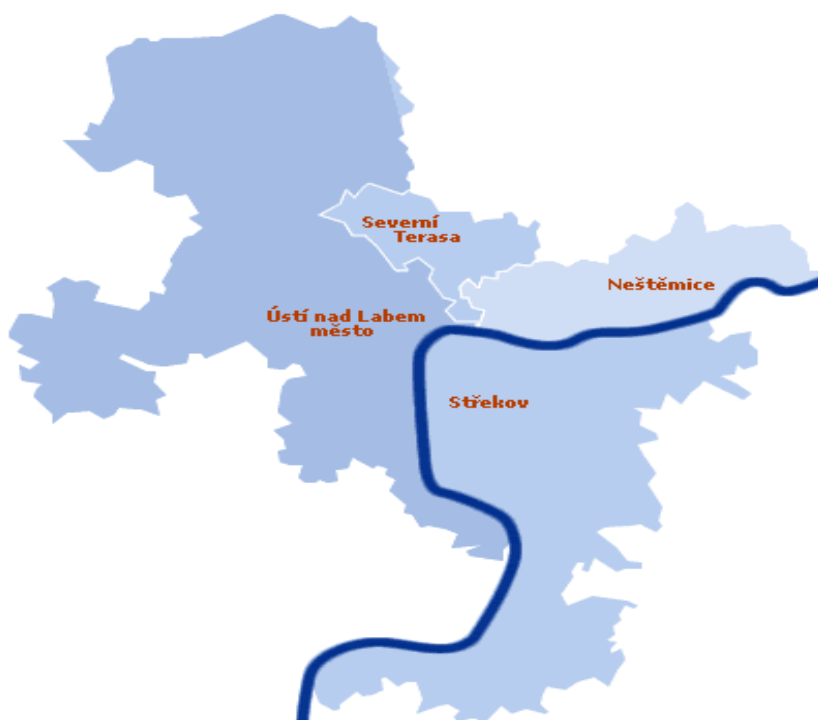 Severní
Terasa
Neštěmice
Ústí nad Labem
město
Střekov